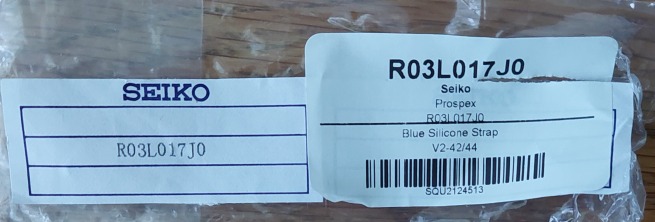 SEIKO
R03L017J0
R03L017J0
Seiko
Prospex
R03L017J0
Blue Silicone Strap
V2-42/44
SQU2124513